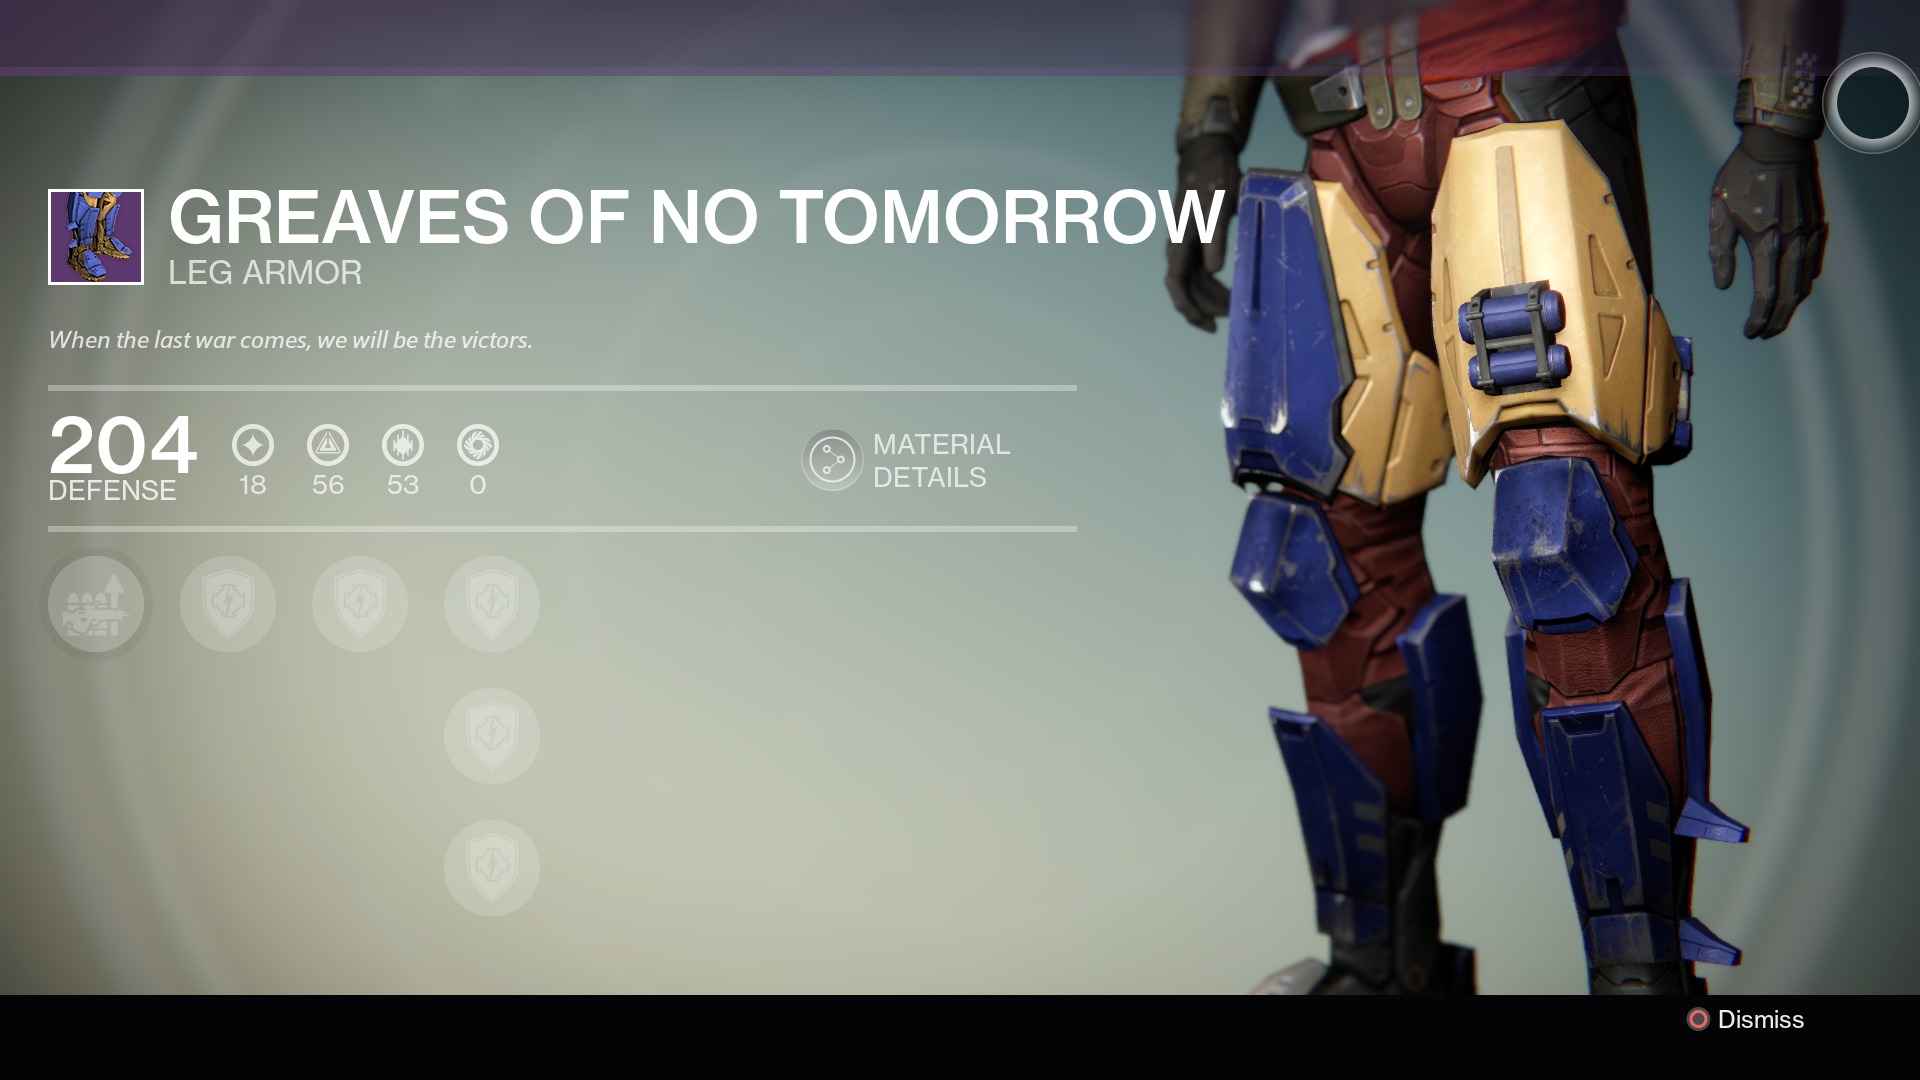 GREAVES OF NO TOMORROW
LEG ARMOR
When the last war comes, we will be the victors.
204
DEFENSE
18 56 53 0
MATERIAL
DETAILS
Dismiss